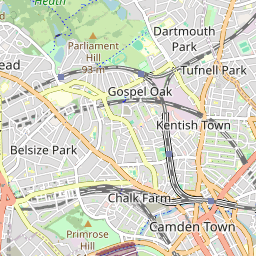 Heath
Dartmouth
Park
Parliament
Hill
93 m
ead
Tufnell Park
Gospel Oak
Kentish Town
Belsize Park
Chalk Farm
Camden Town
Primrose
Hill